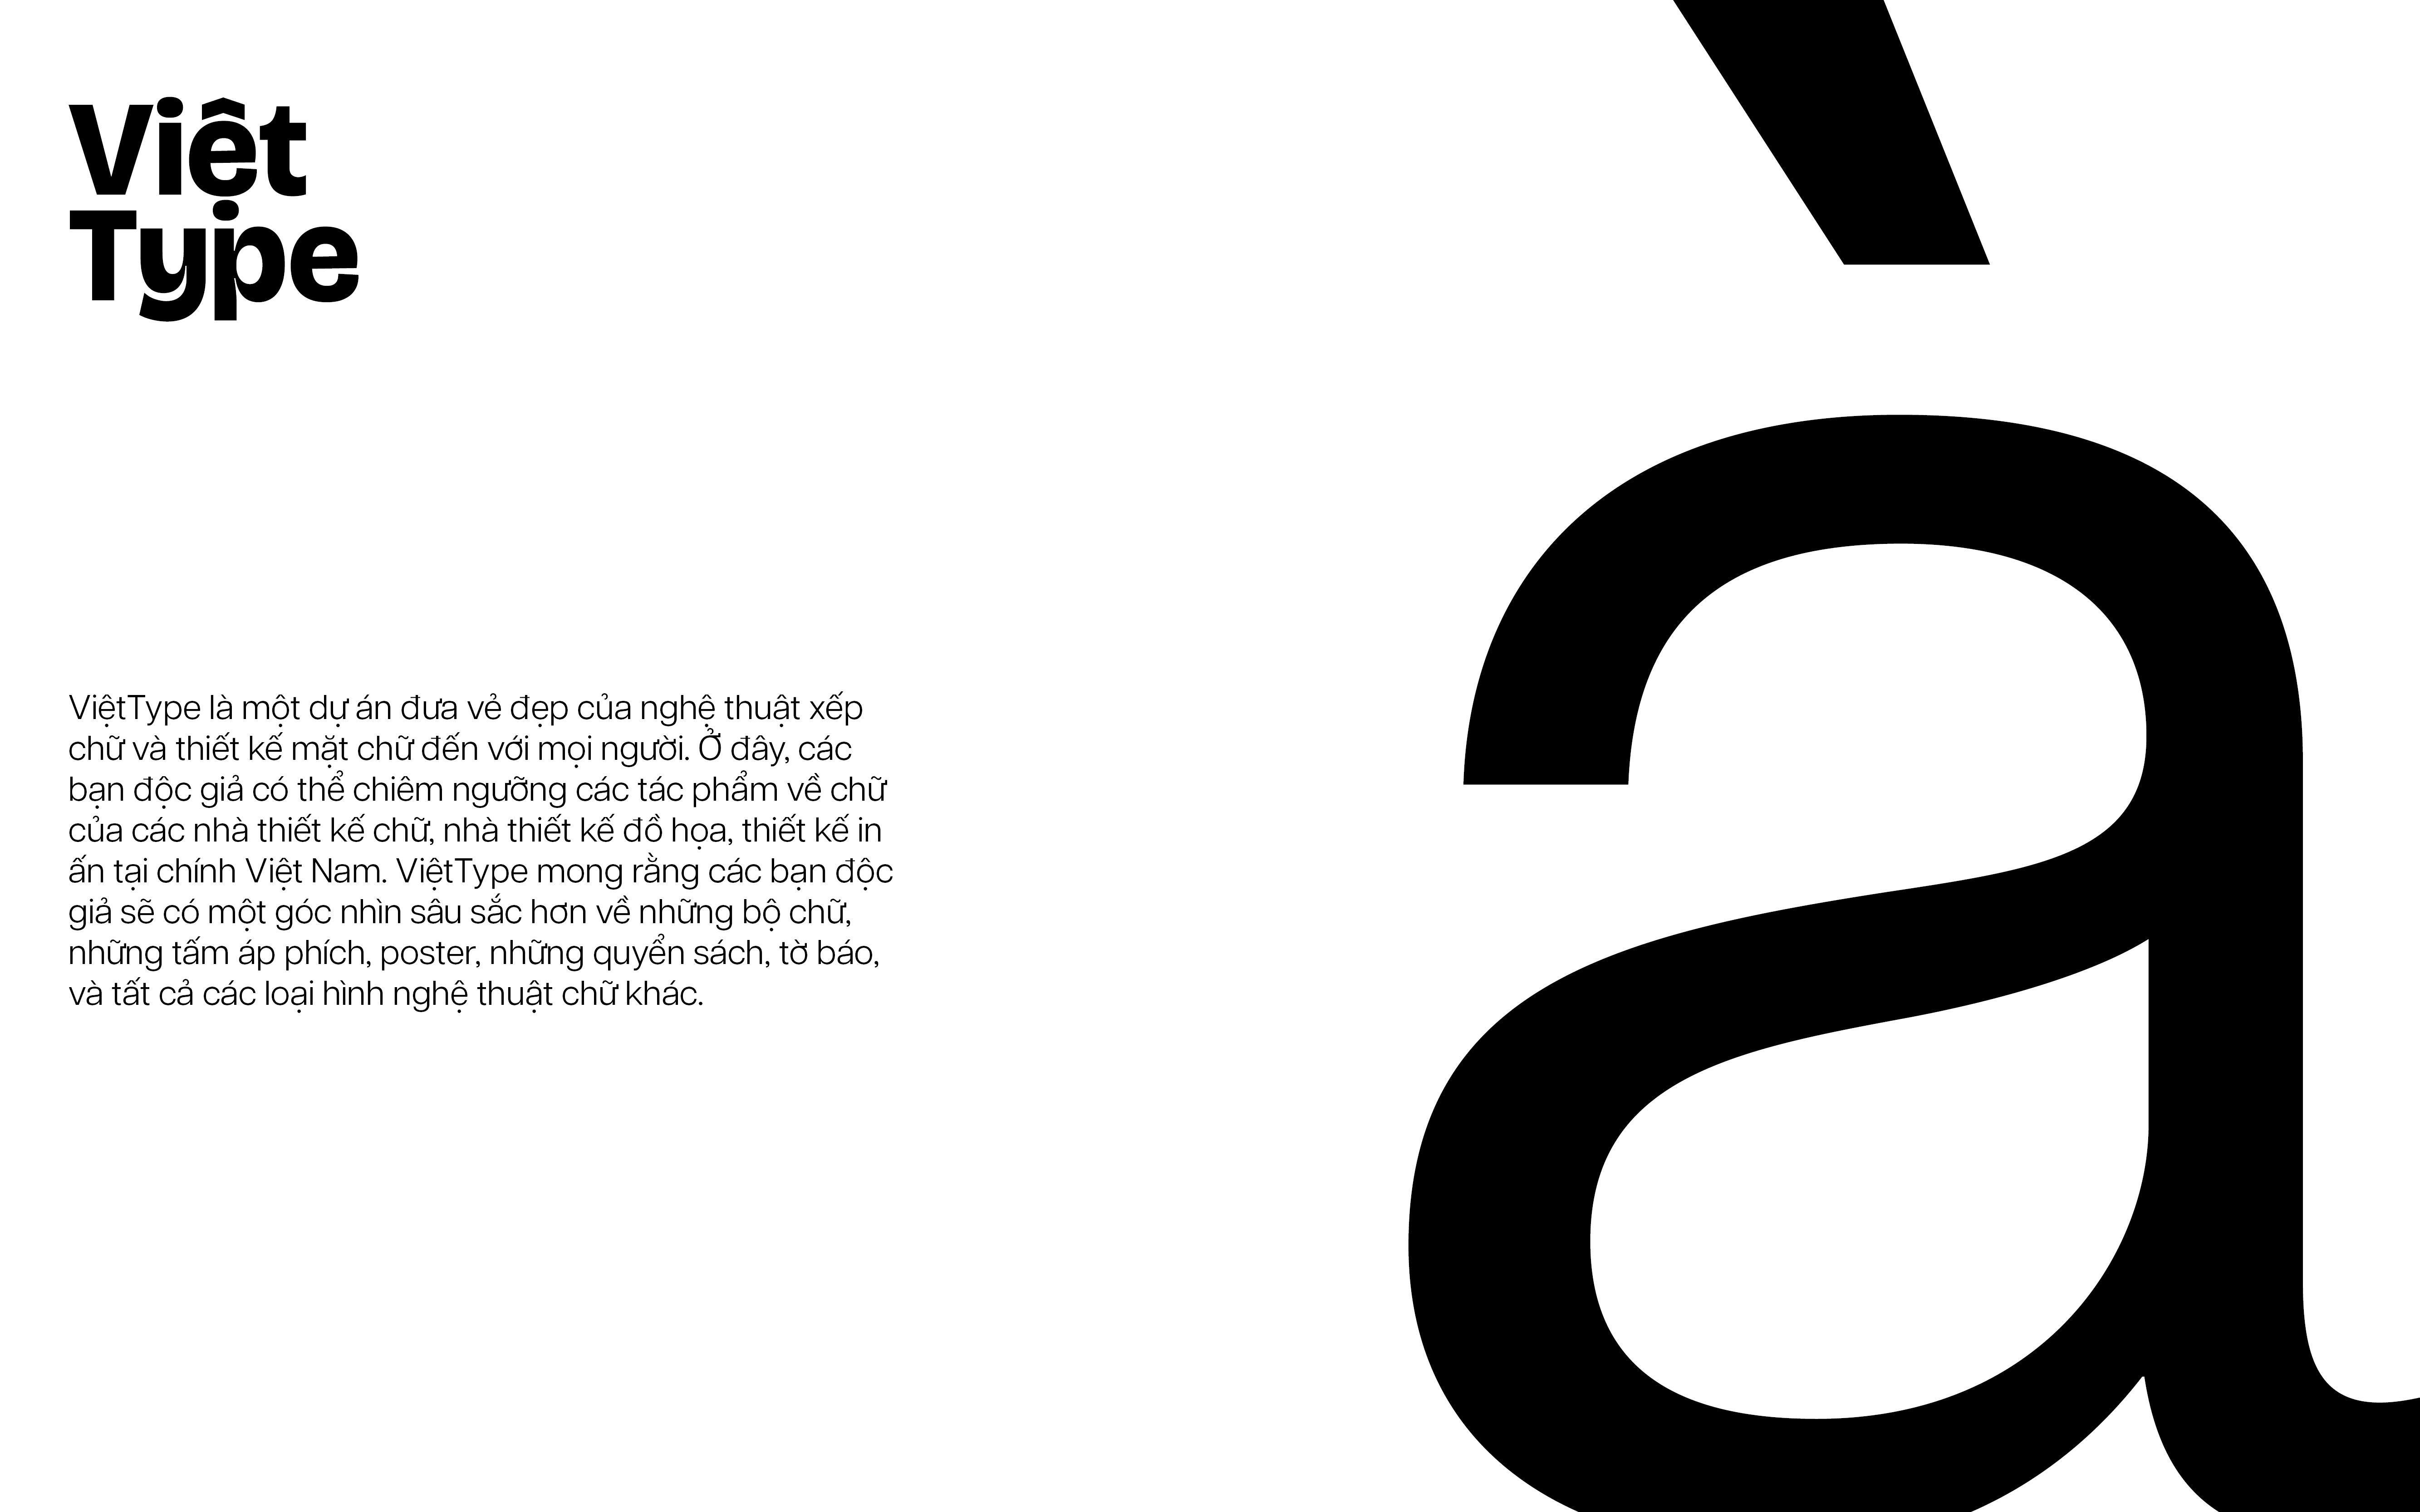 Việt
Type
ViệtType là một dự án đưa vẻ đẹp của nghệ thuật xếp
chữ và thiết kế mặt chữ đến với mọi người. Ở đây, các
bạn độc giả có thể chiêm ngưỡng các tác phẩm về chữ
của các nhà thiết kế chữ, nhà thiết kế đồ họa, thiết kế in
ấn tại chính Việt Nam. ViệtType mong rằng các bạn độc
giả sẽ có một góc nhìn sâu sắc hơn về những bộ chữ,
những tấm áp phích, poster, những quyển sách, tờ báo,
và tất cả các loại hình nghệ thuật chữ khác.
à